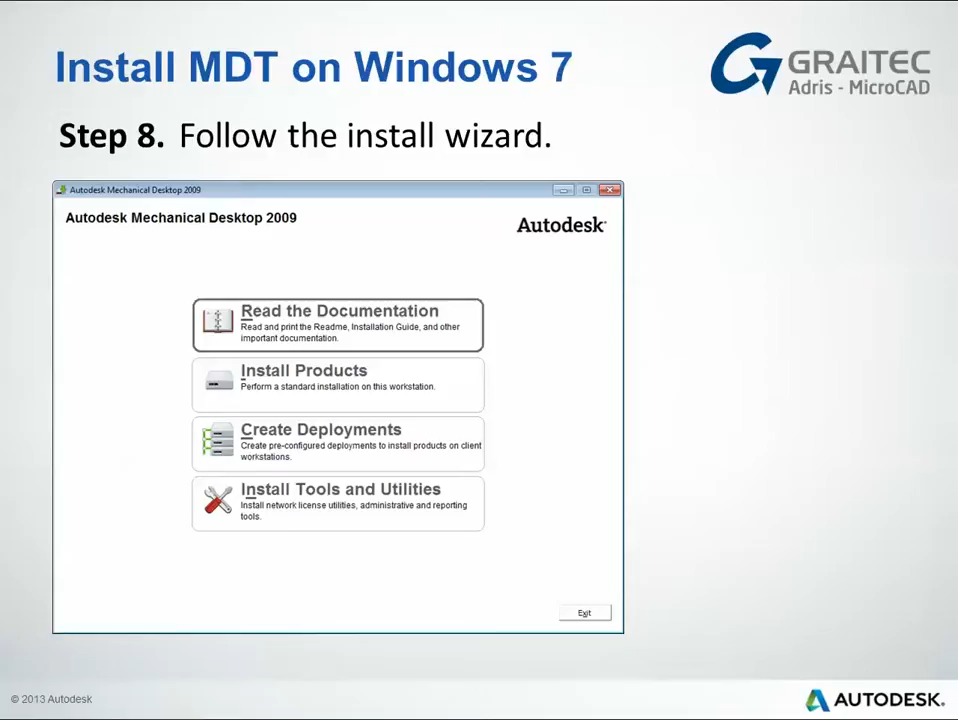 Install MDT on Windows 7
GRAITEC
Adris - MicroCAD
Step 8. Follow the install wizard.
Autodesk Mechanical Desktop 2009
Autodesk Mechanical Desktop 2009
Autodesk®
Read the Documentation
Read and print the Readme, Installation Guide, and other
important documentation.
Install Products
Perform a standard installation on this workstation.
Create Deployments
Create pre-configured deployments to install products on client
workstations.
Install Tools and Utilities
Install network license utilities, administrative and reporting
tools.
Exit
© 2013 Autodesk
AUTODESK.